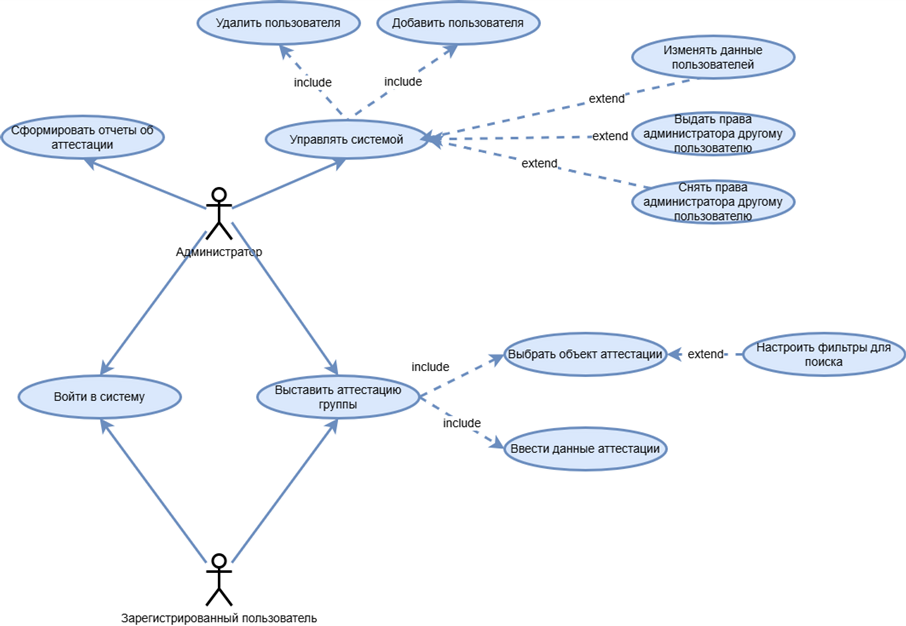 Удалить пользователя
Добавить пользователя
Изменять данные
пользователей
include
include
extend
Сформировать отчеты об
аттестации
Управлять системой
Выдать права
администратора другому
пользователю
extend
extend
Снять права
администратора другому
пользователю
Администратор
Выбрать объект аттестации
extend
Настроить фильтры для
поиска
include
Войти в систему
Выставить аттестацию
группы
include
Ввести данные аттестации
Зарегистрированный пользователь